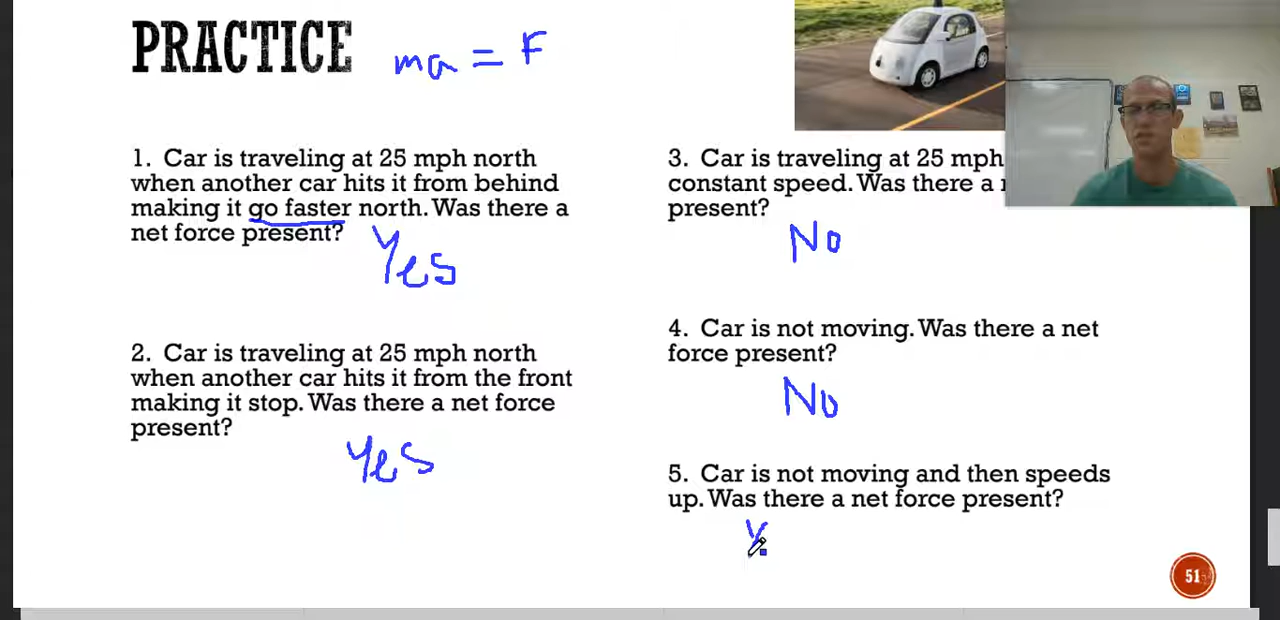 PRACTICE
ma = F
1. Car is traveling at 25 mph north
when another car hits it from behind
making it go faster north. Was there a
net force present?
Yes
2. Car is traveling at 25 mph north
when another car hits it from the front
making it stop. Was there a net force
present?
Yes
3. Car is traveling at 25 mph
constant speed. Was there a
present?
No
4. Car is not moving. Was there a net
force present?
No
5. Car is not moving and then speeds
up. Was there a net force present?
Y
51